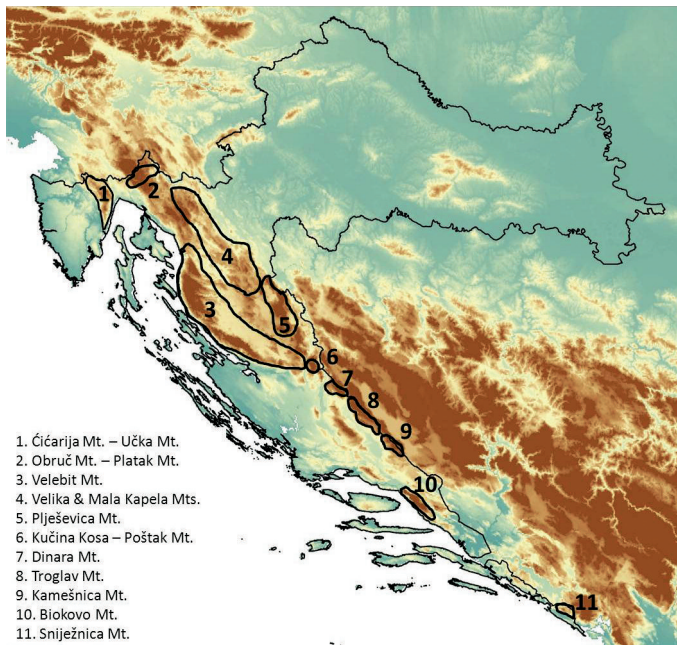 1
2
3
4
5
6
7
8
9
10
11
1. Ćićarija Mt. – Učka Mt.
2. Obruč Mt. – Platak Mt.
3. Velebit Mt.
4. Velika & Mala Kapela Mts.
5. Plješevica Mt.
6. Kučina Kosa – Poštak Mt.
7. Dinara Mt.
8. Troglav Mt.
9. Kamešnica Mt.
10. Biokovo Mt.
11. Sniježnica Mt.